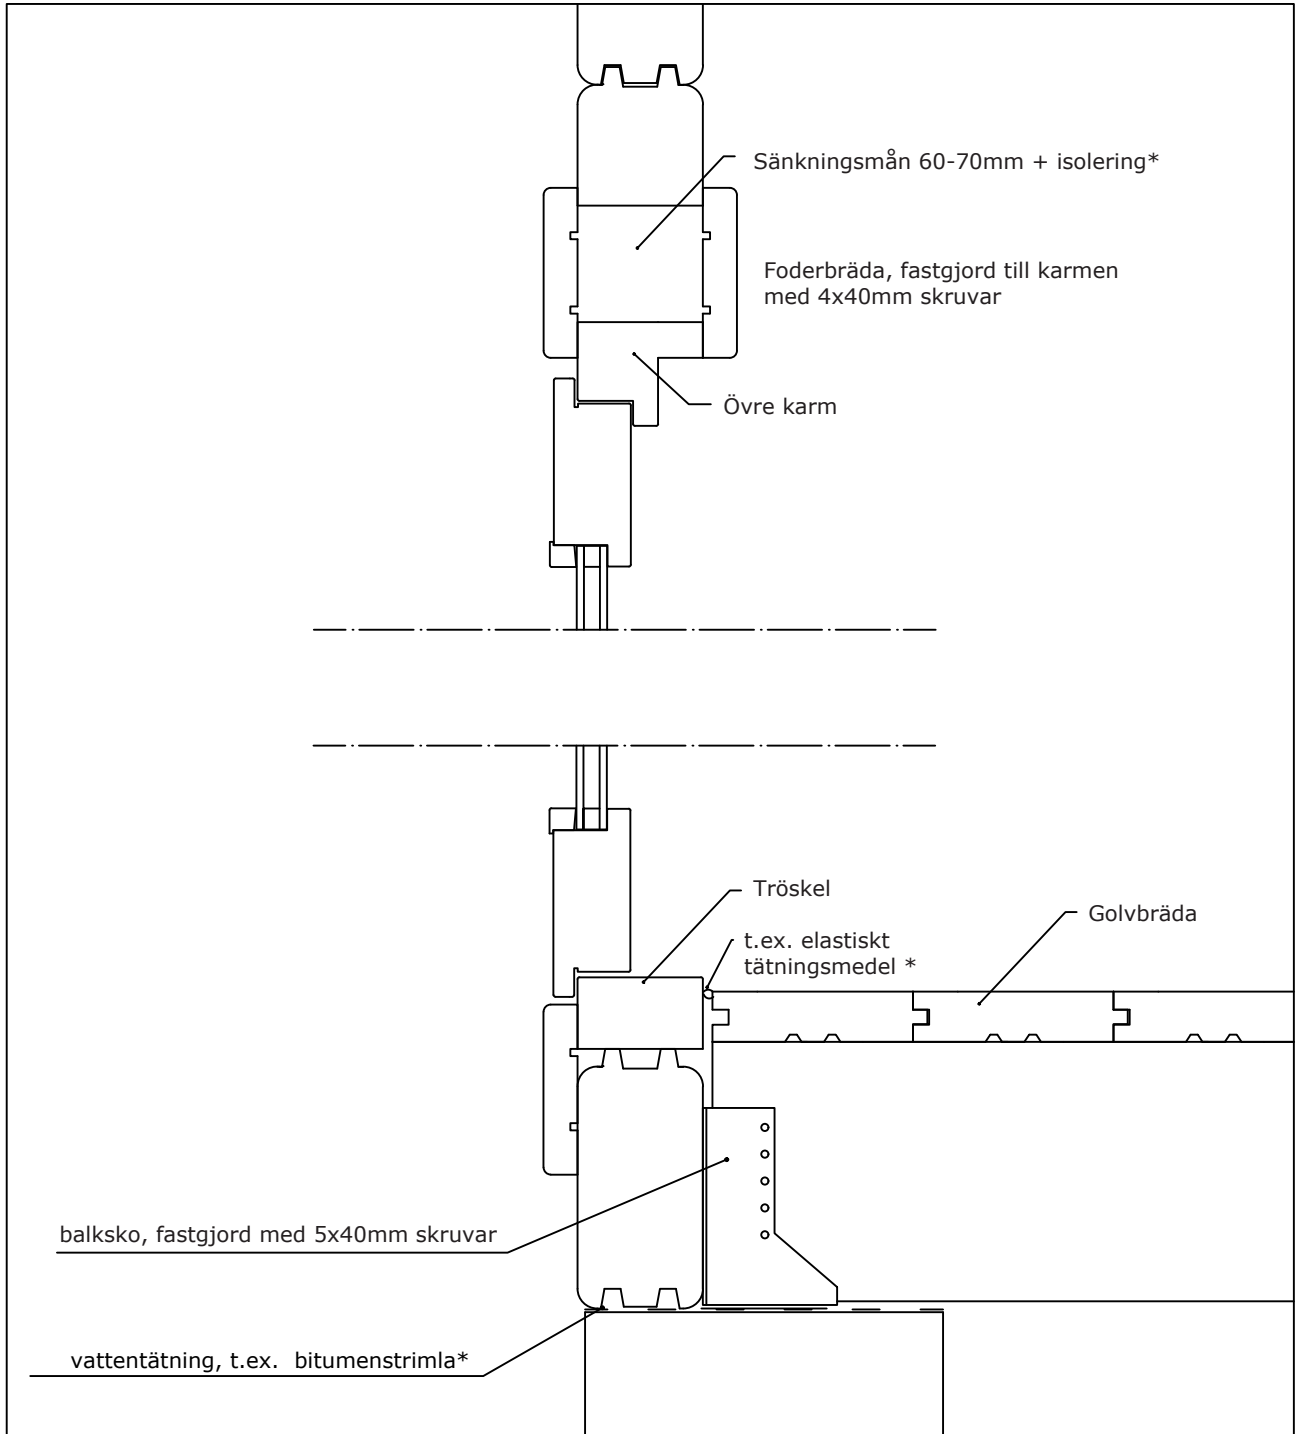 Sänkningsmån 60-70mm + isolering*
Foderbräda, fastgjord till karmen
med 4x40mm skruvar
Övre karm
Tröskel
Golvbräda
t.ex. elastiskt
tätningsmedel *
balksko, fastgjord med 5x40mm skruvar
vattentätning, t.ex. bitumenstrimla*